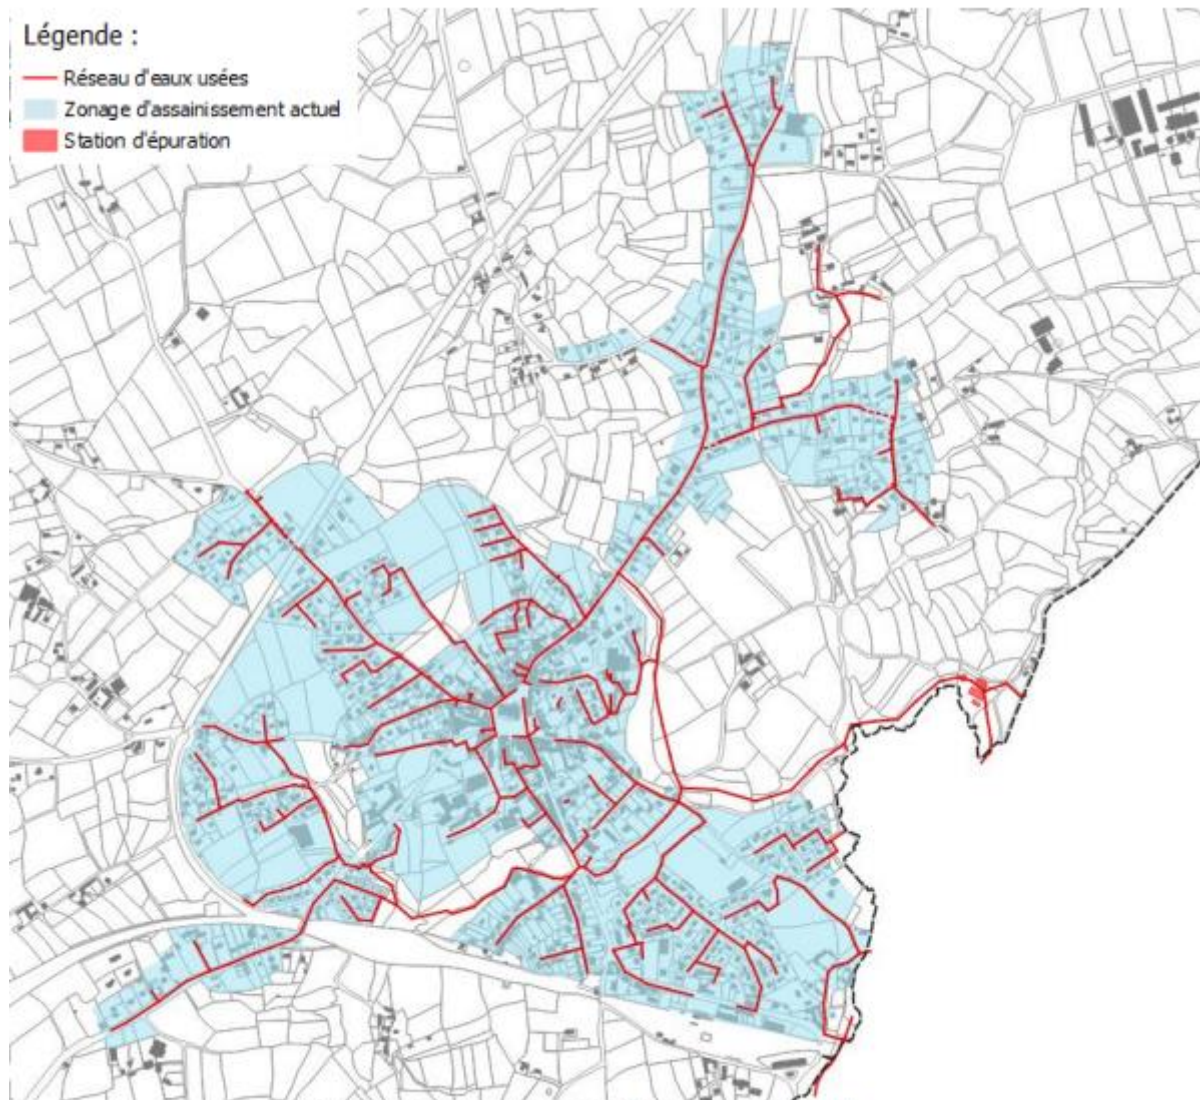 Légende :
Réseau d'eaux usées
Zonage d'assainissement actuel
Station d'épuration